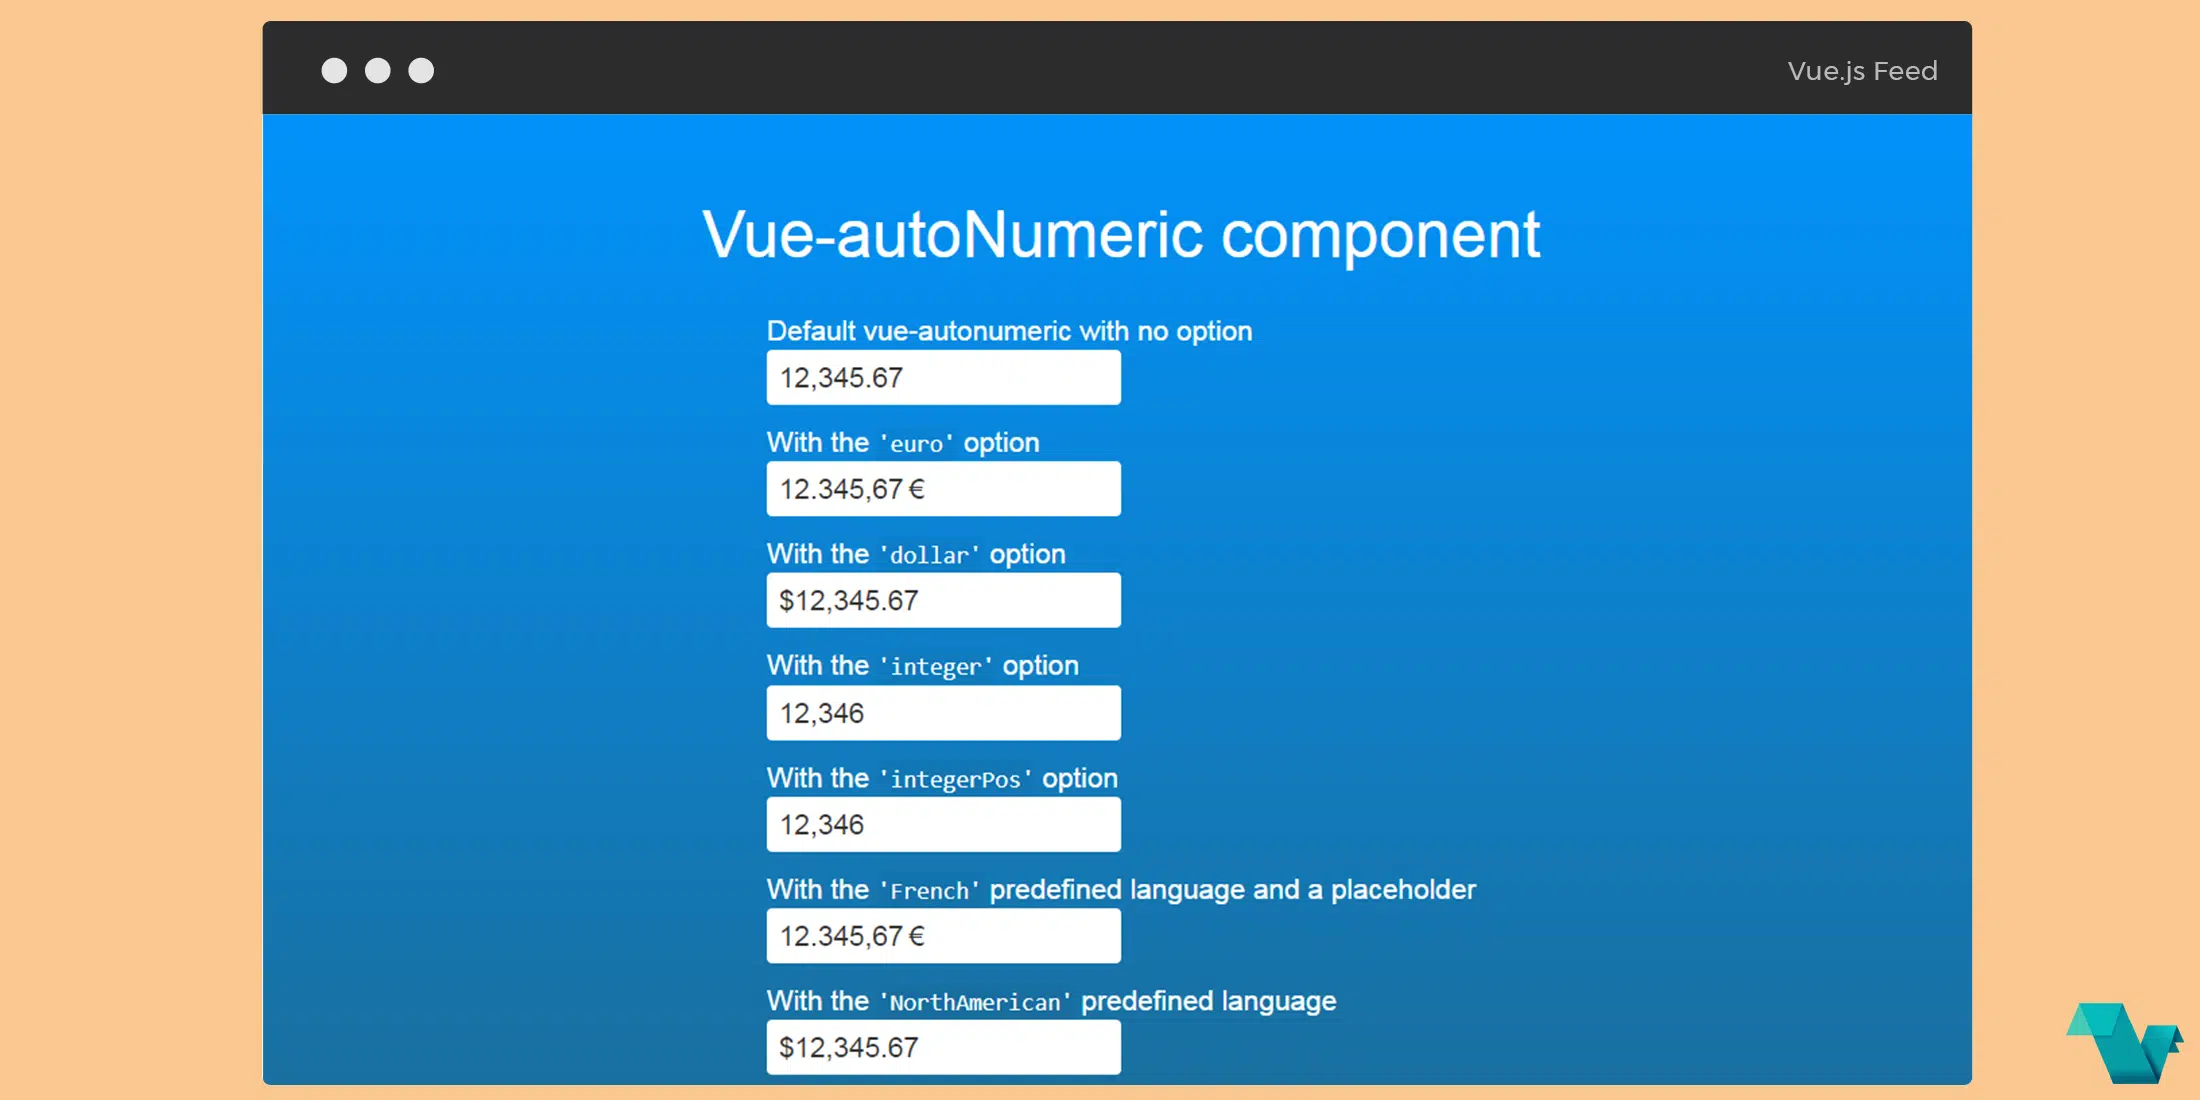 Vue.js Feed
Vue-autoNumeric component
Default vue-autonumeric with no option
12,345.67
With the 'euro' option
12.345,67 €
With the 'dollar' option
$12,345.67
With the 'integer' option
12,346
With the 'integerPos' option
12,346
With the 'French' predefined language and a placeholder
12.345,67 €
With the 'NorthAmerican' predefined language
$12,345.67